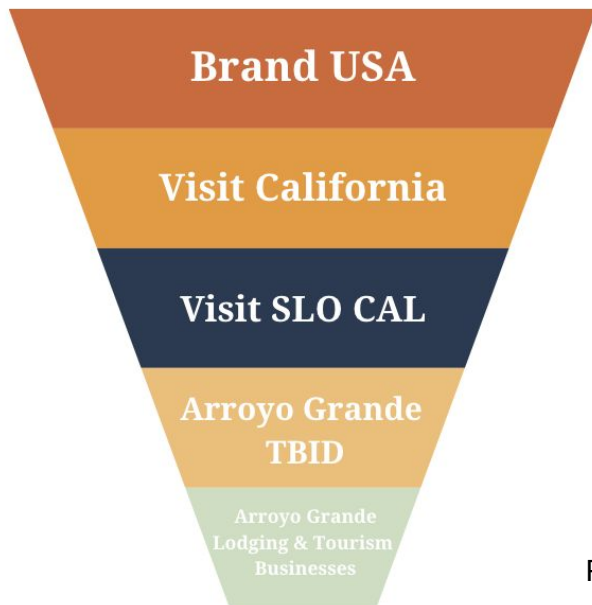 Brand USA
Visit California
Visit SLO CAL
Arroyo Grande
TBID
Arroyo Grande
Lodging & Tourism
Businesses